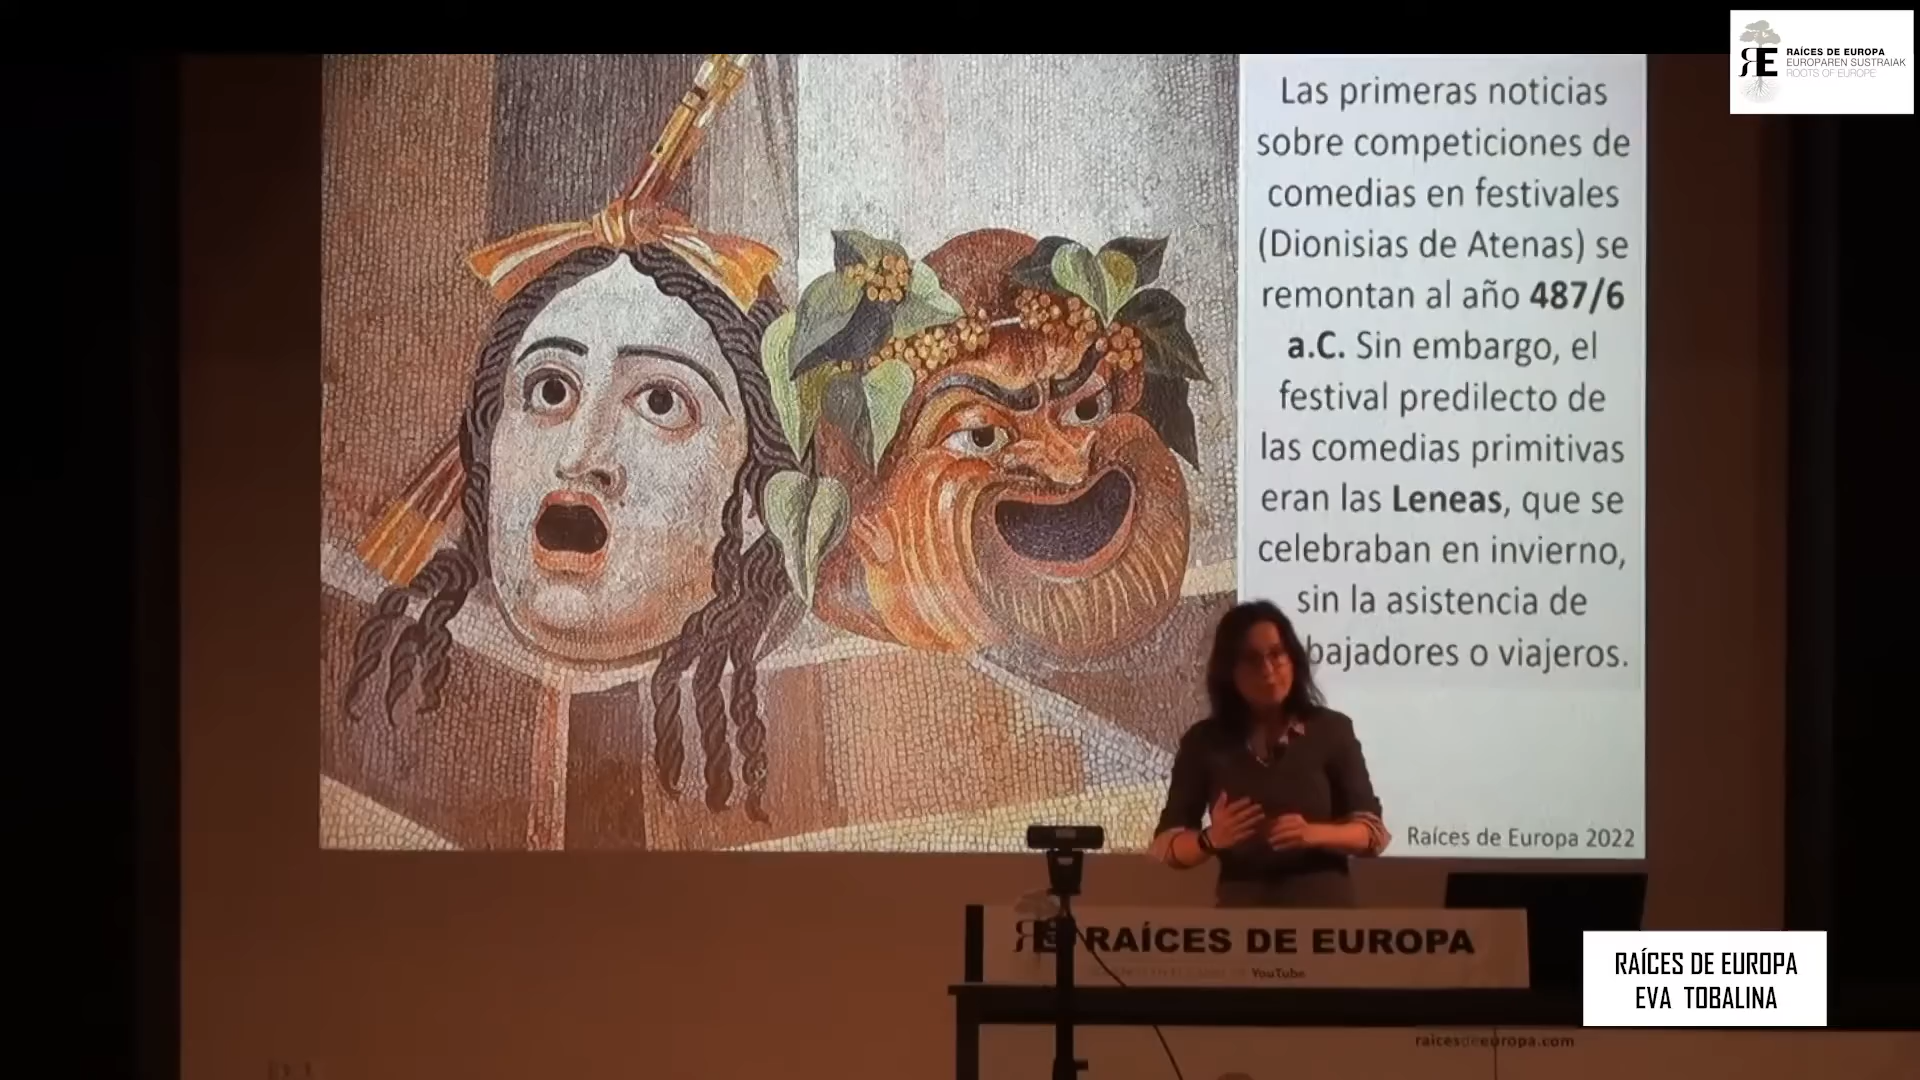 RAÍCES DE EUROPA
EUROPAREN SUSTRAIAK
ROOTS OF EUROPE
Las primeras noticias
sobre competiciones de
comedias en festivales
(Dionisias de Atenas) se
remontan al año 487/6
a.C. Sin embargo, el
festival predilecto de
las comedias primitivas
eran las Leneas, que se
celebraban en invierno,
sin la asistencia de
bajadores o viajeros.
Raíces de Europa 2022
RAÍCES DE EUROPA
YouTube
RAÍCES DE EUROPA
EVA TOBALINA
raicesdeeuropa.com